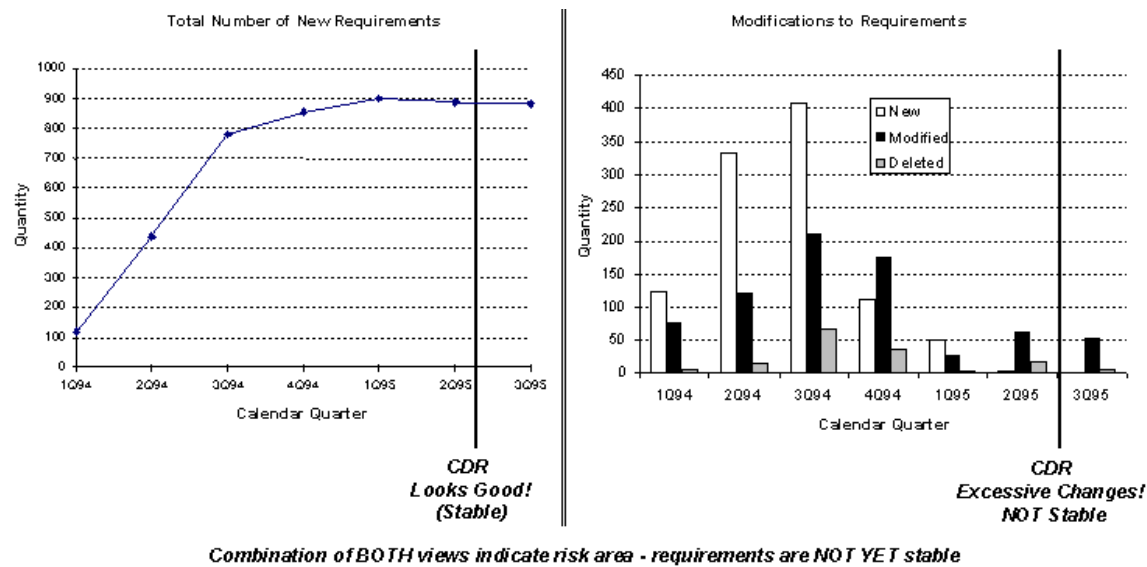 Total Number of New Requirements
1000
900
800
700
600
500
400
300
200
100
0
Quantity
1Q94 2Q94 3Q94 4Q94 1Q95 2Q95 3Q95
Calendar Quarter
CDR
Looks Good!
(Stable)
Modifications to Requirements
450
400
350
300
250
200
150
100
50
0
Quantity
New
Modified
Deleted
1Q94 2Q94 3Q94 4Q94 1Q95 2Q95 3Q95
Calendar Quarter
CDR
Excessive Changes!
NOT Stable
Combination of BOTH views indicate risk area - requirements are NOT YET stable